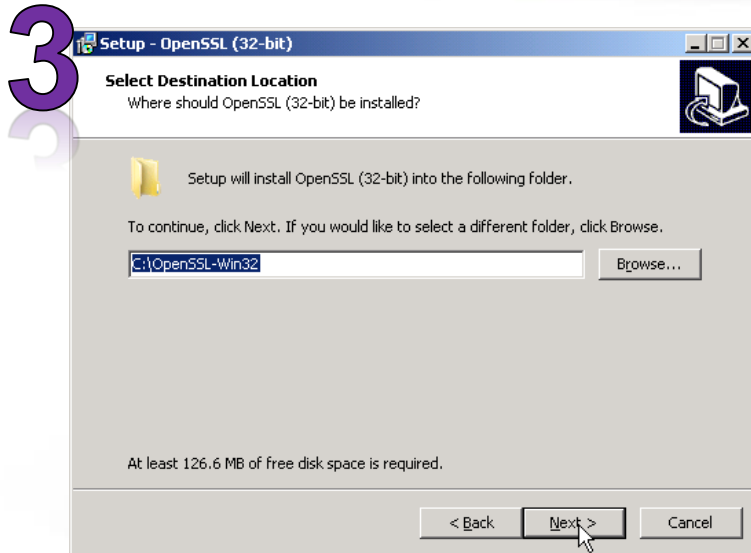 3
Setup - OpenSSL (32-bit)
Select Destination Location
Where should OpenSSL (32-bit) be installed?
Setup will install OpenSSL (32-bit) into the following folder.
To continue, click Next. If you would like to select a different folder, click Browse.
C:\OpenSSL-Win32
Browse...
At least 126.6 MB of free disk space is required.
< Back
Next >
Cancel